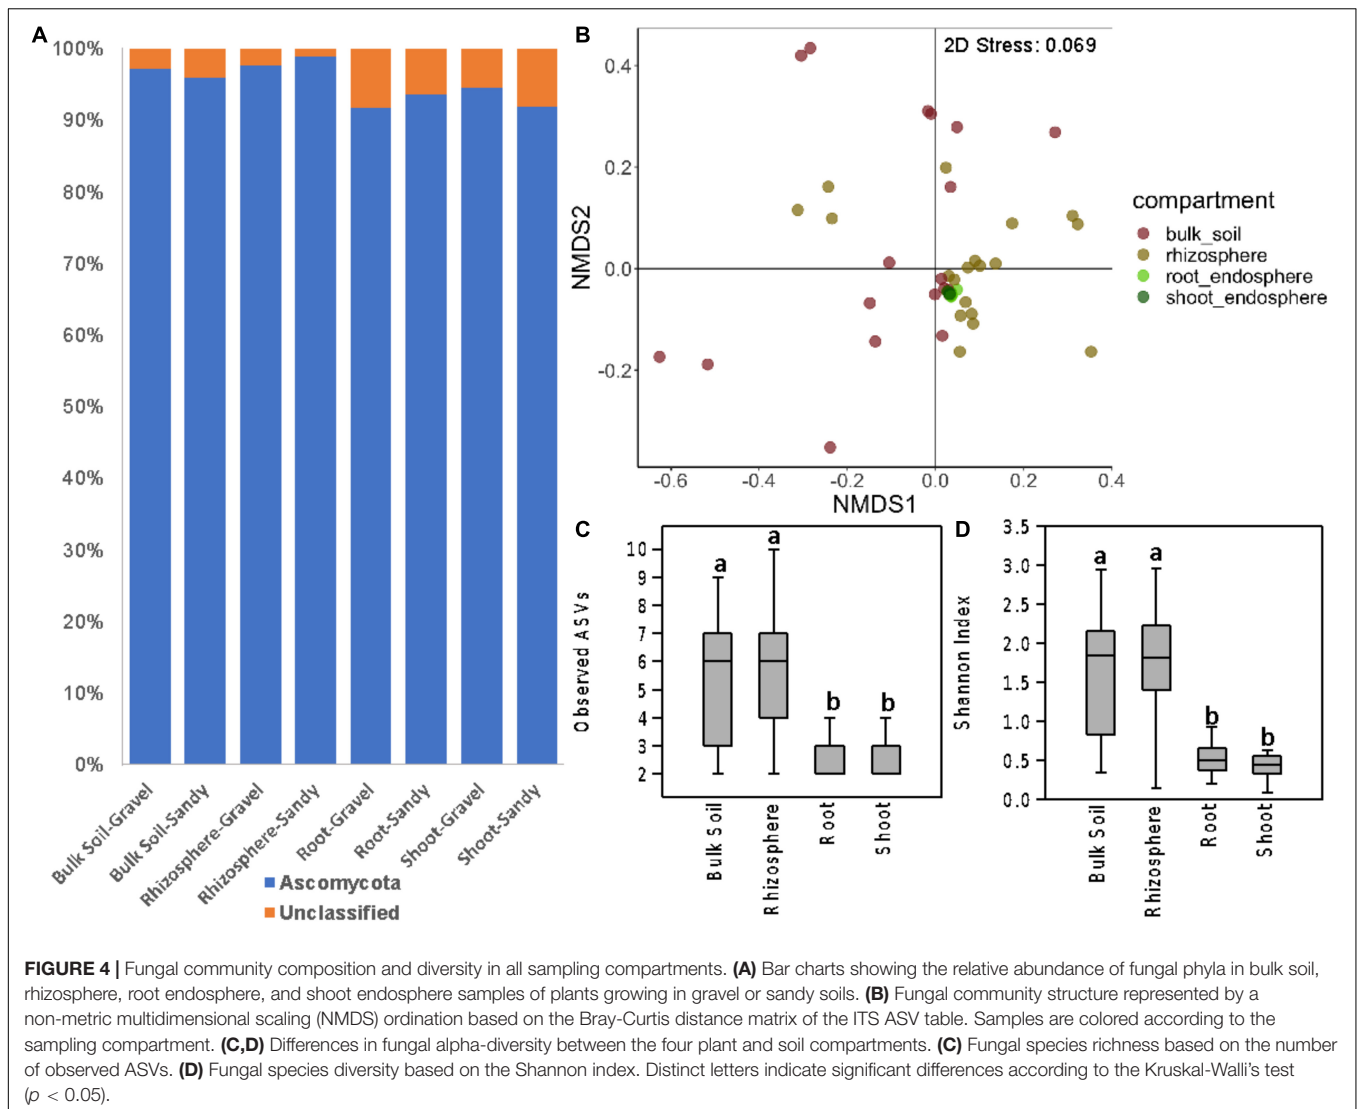 A
100%
90%
80%
70%
60%
50%
40%
30%
20%
10%
0%
Bulk Soil-Gravel
Bulk Soil-Sandy
Rhizosphere-Gravel
Rhizosphere-Sandy
Root-Gravel
Root-Sandy
Shoot-Gravel
Shoot-Sandy
Ascomycota
Unclassified
B
2D Stress: 0.069
NMDS2
0.4
0.2
0.0
-0.2
-0.6
-0.4
-0.2
0.0
0.2
0.4
NMDS1
compartment
bulk_soil
rhizosphere
root_endosphere
shoot_endosphere
C
Observed ASVs
10
9
8
7
6
5
4
3
2
a
a
b
b
Bulk Soil
Rhizosphere
Root
Shoot
D
Shannon Index
3.5
3.0
2.5
2.0
1.5
1.0
0.5
0.0
a
a
b
b
Bulk Soil
Rhizosphere
Root
Shoot
FIGURE 4 | Fungal community composition and diversity in all sampling compartments. (A) Bar charts showing the relative abundance of fungal phyla in bulk soil,
rhizosphere, root endosphere, and shoot endosphere samples of plants growing in gravel or sandy soils. (B) Fungal community structure represented by a
non-metric multidimensional scaling (NMDS) ordination based on the Bray-Curtis distance matrix of the ITS ASV table. Samples are colored according to the
sampling compartment. (C,D) Differences in fungal alpha-diversity between the four plant and soil compartments. (C) Fungal species richness based on the number
of observed ASVs. (D) Fungal species diversity based on the Shannon index. Distinct letters indicate significant differences according to the Kruskal-Walli's test
(p < 0.05).